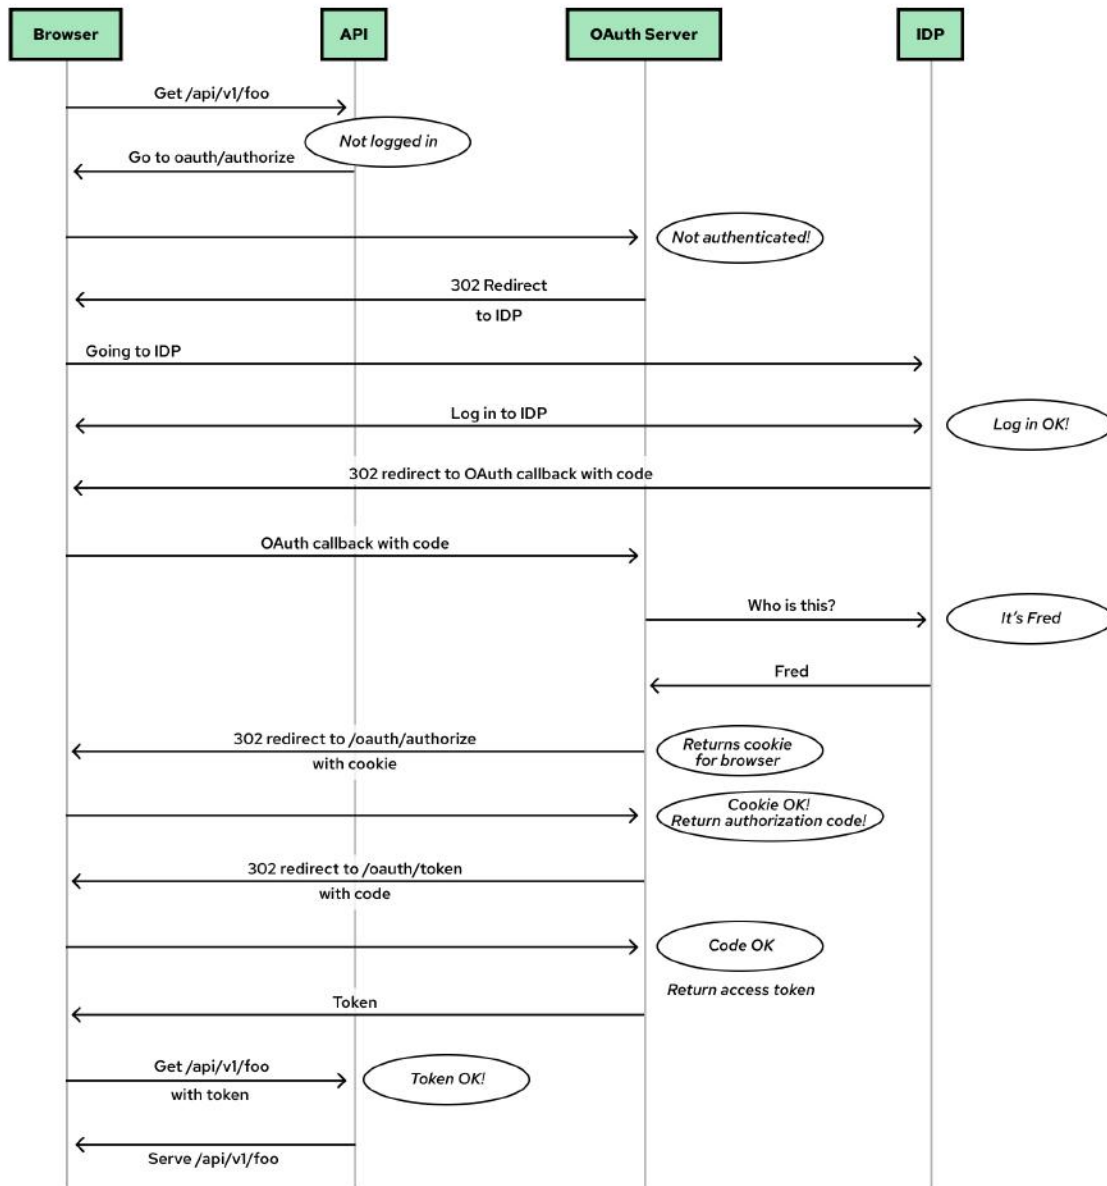 Browser
API
OAuth Server
IDP
Get /api/v1/foo
Not logged in
Go to oauth/authorize
Not authenticated!
302 Redirect
to IDP
Going to IDP
Log in to IDP
Log in OK!
302 redirect to OAuth callback with code
OAuth callback with code
Who is this?
It's Fred
Fred
302 redirect to /oauth/authorize
with cookie
Returns cookie
for browser
Cookie OK!
Return authorization code!
302 redirect to /oauth/token
with code
Code OK
Return access token
Token
Get /api/v1/foo
with token
Token OK!
Serve /api/v1/foo